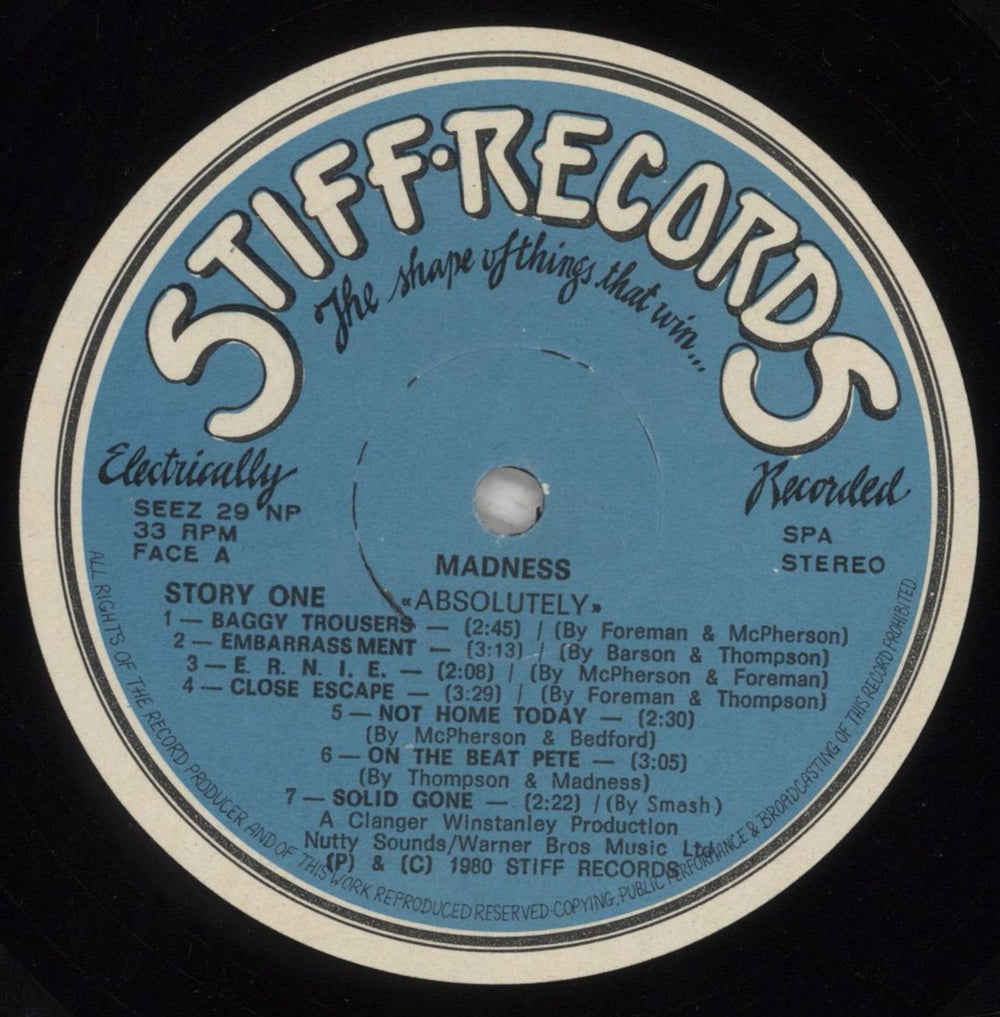 STIFF·RECORDS
The shape of things that win...
Electrically
Recorded
SEEZ 29 NP
33 RPM
FACE A
SPA
STEREO
MADNESS
STORY ONE
«ABSOLUTELY»
1 — BAGGY TROUSERS — (2:45) / (By Foreman & McPherson)
2 — EMBARRASSMENT — (3:13) / (By Barson & Thompson)
3 — E. R. N. I. E. — (2:08) / (By McPherson & Foreman)
4 — CLOSE ESCAPE — (3:29) / (By Foreman & Thompson)
5 — NOT HOME TODAY — (2:30)
(By McPherson & Bedford)
6 — ON THE BEAT PETE — (3:05)
(By Thompson & Madness)
7 — SOLID GONE — (2:22) / (By Smash)
A Clanger Winstanley Production
Nutty Sounds/Warner Bros Music Ltd
(P) & (C) 1980 STIFF RECORDS
ALL RIGHTS OF THE RECORD PRODUCER AND OF THIS WORK REPRODUCED RESERVED·COPYING, PUBLIC PERFORMANCE & BROADCASTING OF THIS RECORD PROHIBITED